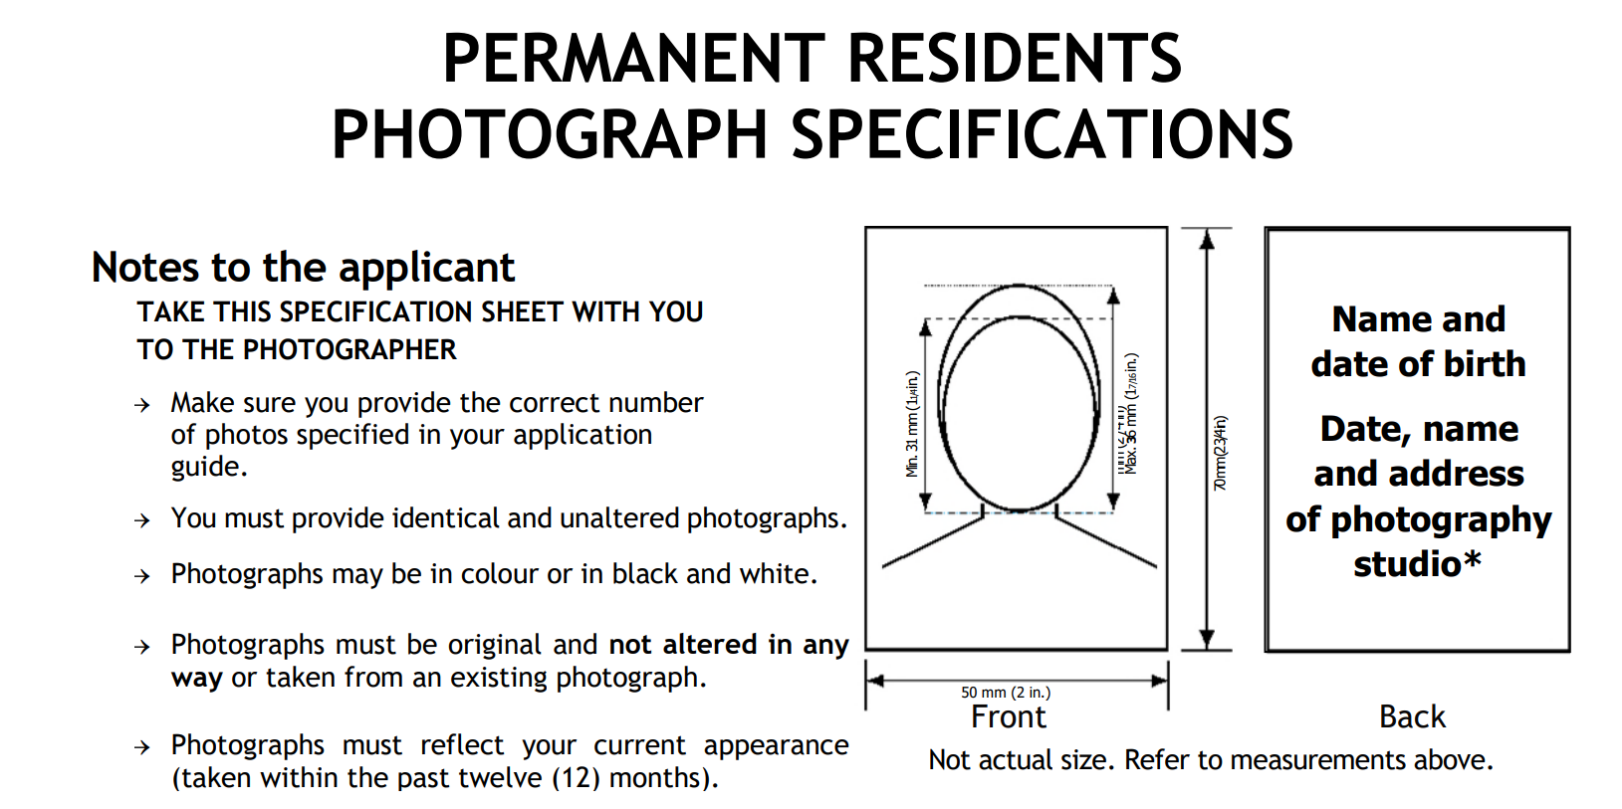 PERMANENT RESIDENTS
PHOTOGRAPH SPECIFICATIONS
Notes to the applicant
TAKE THIS SPECIFICATION SHEET WITH YOU
TO THE PHOTOGRAPHER
→ Make sure you provide the correct number
of photos specified in your application
guide.
→ You must provide identical and unaltered photographs.
→ Photographs may be in colour or in black and white.
→ Photographs must be original and not altered in any
way or taken from an existing photograph.
→ Photographs must reflect your current appearance
(taken within the past twelve (12) months).
Min. 31 mm (11/4in.)
Max. 36 mm (17/16 in.)
70mm(23/4in)
50 mm (2 in.)
Front
Name and
date of birth
Date, name
and address
of photography
studio*
Back
Not actual size. Refer to measurements above.